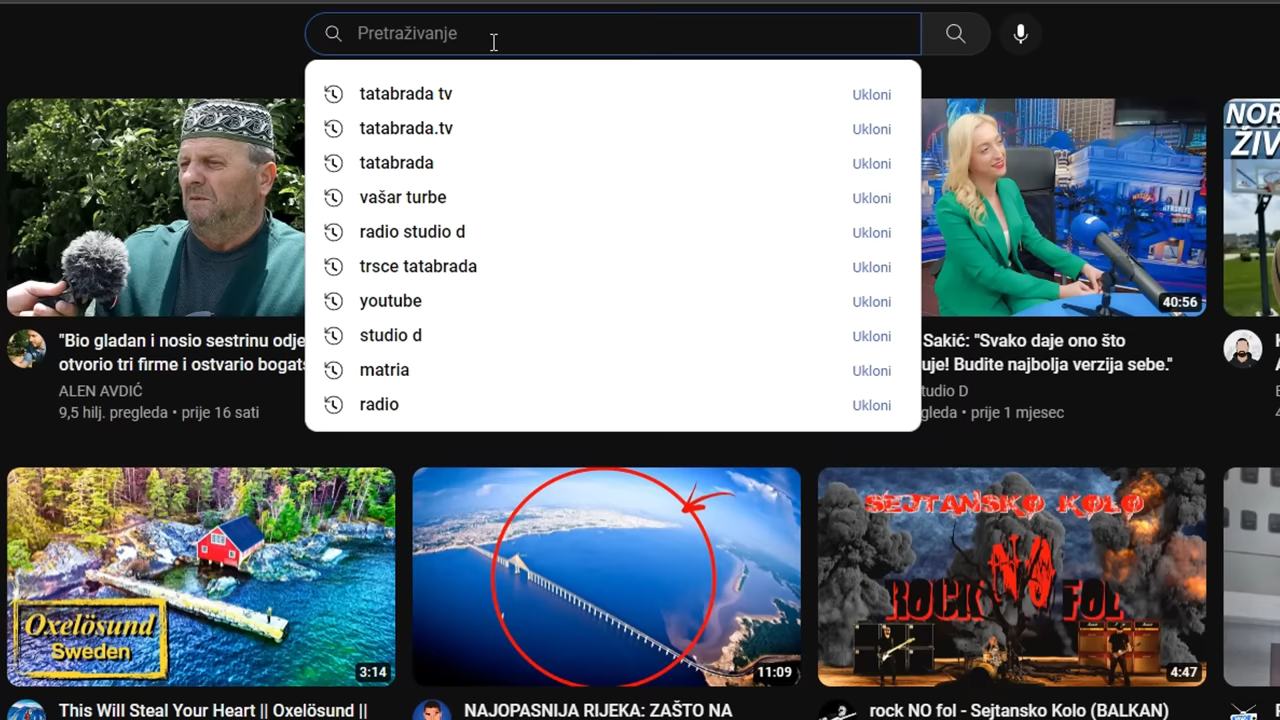 Pretraživanje
tatabrada tv Ukloni
tatabrada.tv Ukloni
tatabrada Ukloni
vašar turbe Ukloni
radio studio d Ukloni
trsce tatabrada Ukloni
youtube Ukloni
studio d Ukloni
matria Ukloni
radio Ukloni
NOR
ŽIV
40:56
"Bio gladan i nosio sestrinu odje
otvorio tri firme i ostvario bogats
ALEN AVDIĆ
9,5 hilj. pregleda • prije 16 sati
Sakić: "Svako daje ono što
uje! Budite najbolja verzija sebe."
tudio D
gleda • prije 1 mjesec
Oxelösund
Sweden
3:14
11:09
SEJTANSKO KOLO
ROCK NO FOL
4:47
This Will Steal Your Heart || Oxelösund ||
NAJOPASNIJA RIJEKA: ZAŠTO NA
rock NO fol - Sejtansko Kolo (BALKAN)